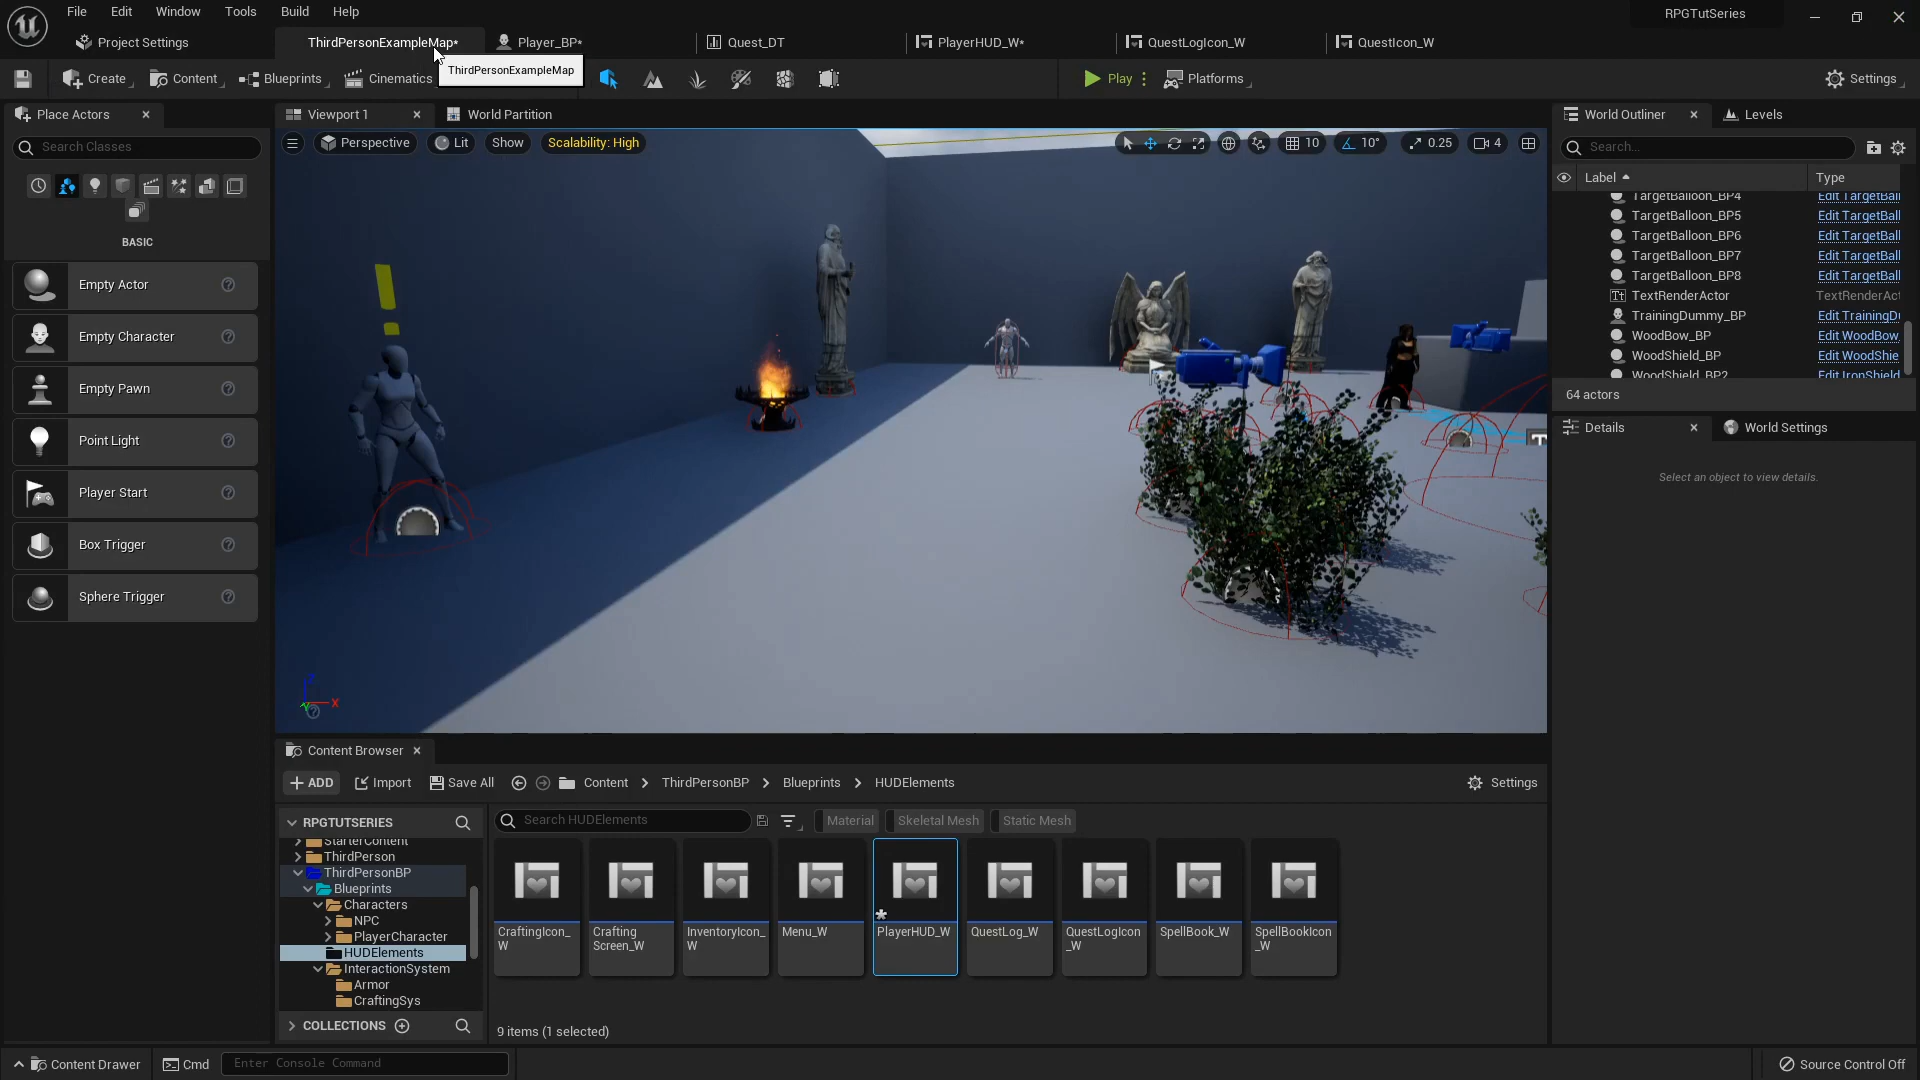 File Edit Window Tools Build Help
RPGTutSeries
Project Settings
ThirdPersonExampleMap*
Player_BP*
Quest_DT
PlayerHUD_W*
QuestLogIcon_W
QuestIcon_W
Create
Content
Blueprints
Cinematics
ThirdPersonExampleMap
Play
Platforms
Settings
Place Actors
Viewport 1
World Partition
World Outliner
Levels
Search Classes
Perspective
Lit
Show
Scalability: High
10
10°
0.25
4
Search...
Label
Type
TargetBalloon_BP4 Edit TargetBall
TargetBalloon_BP5 Edit TargetBall
TargetBalloon_BP6 Edit TargetBall
TargetBalloon_BP7 Edit TargetBall
TargetBalloon_BP8 Edit TargetBall
TextRenderActor TextRenderAct
TrainingDummy_BP Edit TrainingDu
WoodBow_BP Edit WoodBow_
WoodShield_BP Edit WoodShie
WoodShield_BP2 Edit IronShield
64 actors
BASIC
Empty Actor
Empty Character
Empty Pawn
Point Light
Player Start
Box Trigger
Sphere Trigger
Details
World Settings
Select an object to view details.
X
Content Browser
ADD
Import
Save All
Content
ThirdPersonBP
Blueprints
HUDElements
Settings
RPGTUTSERIES
Search HUDElements
Material
Skeletal Mesh
Static Mesh
StarterContent
ThirdPerson
ThirdPersonBP
Blueprints
Characters
NPC
PlayerCharacter
HUDElements
InteractionSystem
Armor
CraftingSys
COLLECTIONS
CraftingIcon_
W
Crafting
Screen_W
InventoryIcon_
W
Menu_W
PlayerHUD_W
QuestLog_W
QuestLogIcon
_W
SpellBook_W
SpellBookIcon
_W
9 items (1 selected)
Content Drawer
Cmd
Enter Console Command
Source Control Off